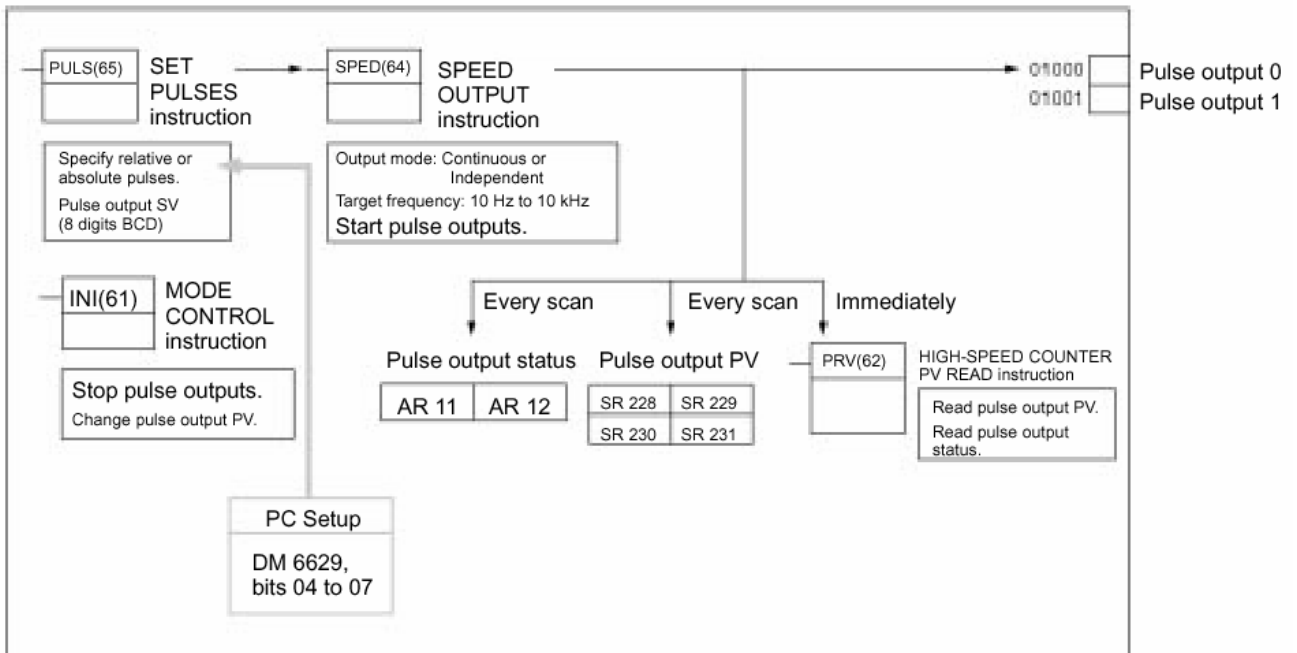 PULS(65)
SET
PULSES
instruction
SPED(64)
SPEED
OUTPUT
instruction
01000
Pulse output 0
01001
Pulse output 1
Specify relative or
absolute pulses.
Pulse output SV
(8 digits BCD)
Output mode: Continuous or
Independent
Target frequency: 10 Hz to 10 kHz
Start pulse outputs.
INI(61)
MODE
CONTROL
instruction
Stop pulse outputs.
Change pulse output PV.
Every scan
Every scan
Immediately
Pulse output status
AR 11 AR 12
Pulse output PV
SR 228 SR 229
SR 230 SR 231
PRV(62)
HIGH-SPEED COUNTER
PV READ instruction
Read pulse output PV.
Read pulse output
status.
PC Setup
DM 6629,
bits 04 to 07